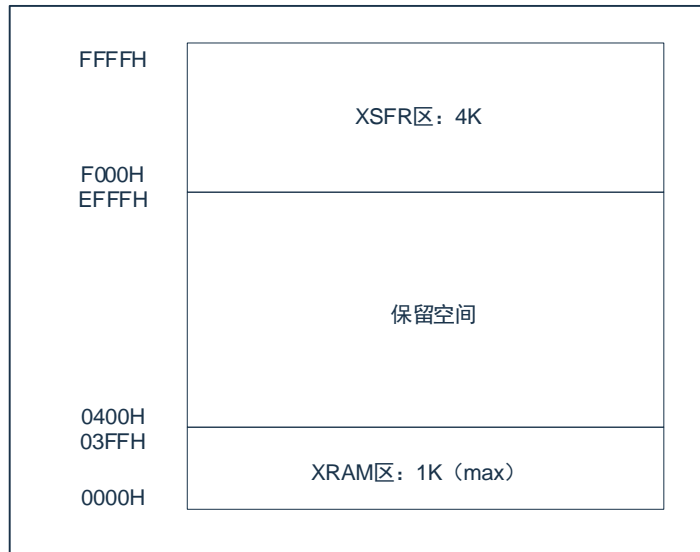 FFFFH
XSFR区：4K
F000H
EFFFH
保留空间
0400H
03FFH
XRAM区：1K（max）
0000H